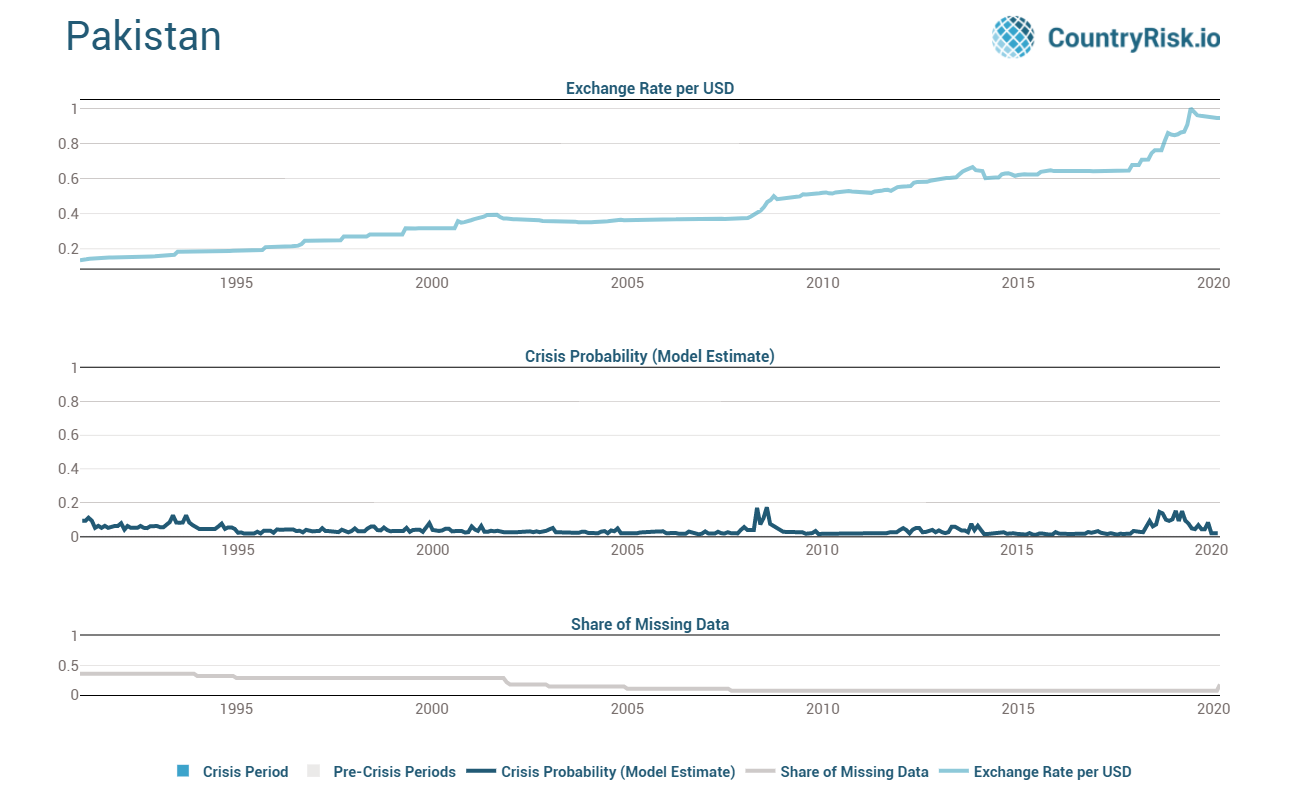 Pakistan
CountryRisk.io
Exchange Rate per USD
1
0.8
0.6
0.4
0.2
1995 2000 2005 2010 2015 2020
Crisis Probability (Model Estimate)
1
0.8
0.6
0.4
0.2
0
1995 2000 2005 2010 2015 2020
Share of Missing Data
1
0.5
0
1995 2000 2005 2010 2015 2020
Crisis Period Pre-Crisis Periods Crisis Probability (Model Estimate) Share of Missing Data Exchange Rate per USD